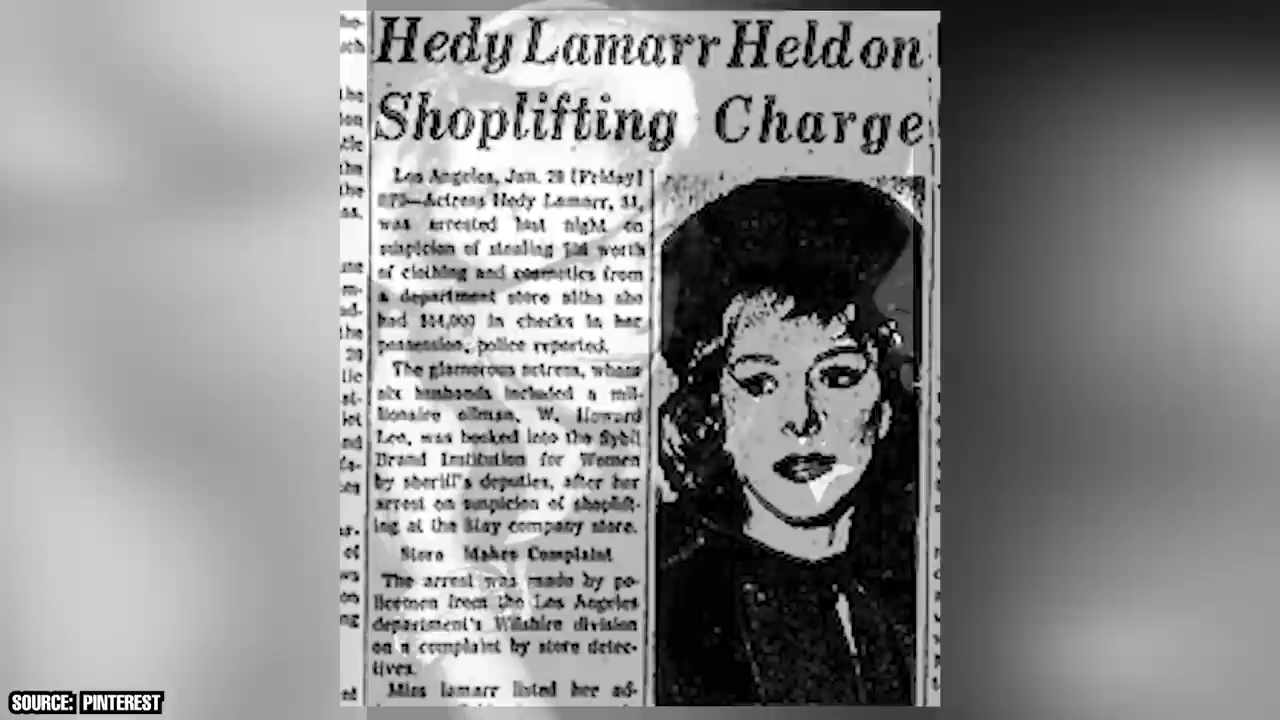 Hedy Lamarr Held on
Shoplifting Charge
Los Angeles, Jan. 28 [Friday]
—Actress Hedy Lamarr,
was arrested last night on
suspicion of stealing worth
of clothing and cosmetics from
a department store altho she
had $14,000 in checks in her
possession, police reported.
The glamorous actress, whose
six husbands included a mil-
lionaire oilman, W. Howard
Lee, was booked into the Sybil
Brand Institution for Women
by sheriff's deputies, after her
arrest on suspicion of shoplift-
ing at the May company store.
Store Makes Complaint
The arrest was made by po-
licemen from the Los Angeles
department's Wilshire division
on a complaint by store detec-
tives.
Miss Lamarr listed her ad-
SOURCE: PINTEREST